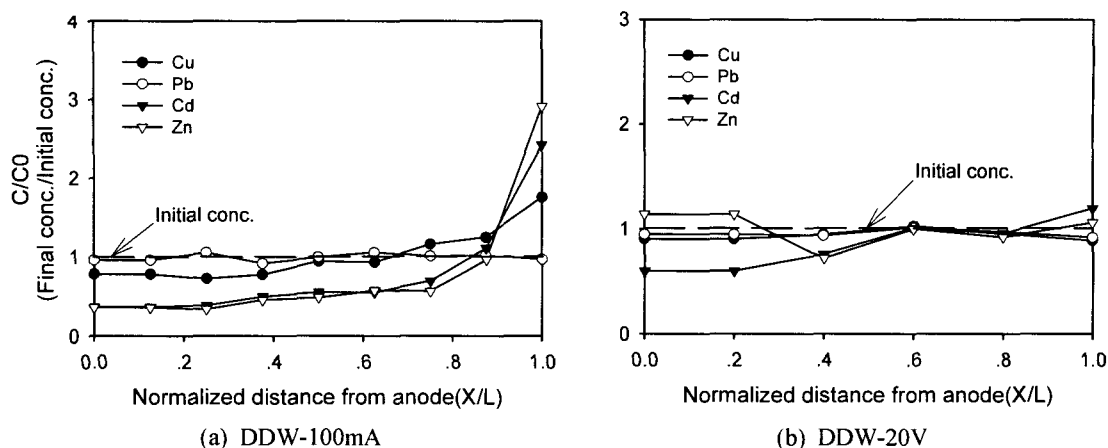 C/C0
(Final conc./Initial conc.)
4
3
2
1
0
Cu
Pb
Cd
Zn
Initial conc.
0.0 .2 .4 .6 .8 1.0
Normalized distance from anode(X/L)
(a) DDW-100mA
3
2
1
0
Cu
Pb
Cd
Zn
Initial conc.
0.0 .2 .4 .6 .8 1.0
Normalized distance from anode(X/L)
(b) DDW-20V